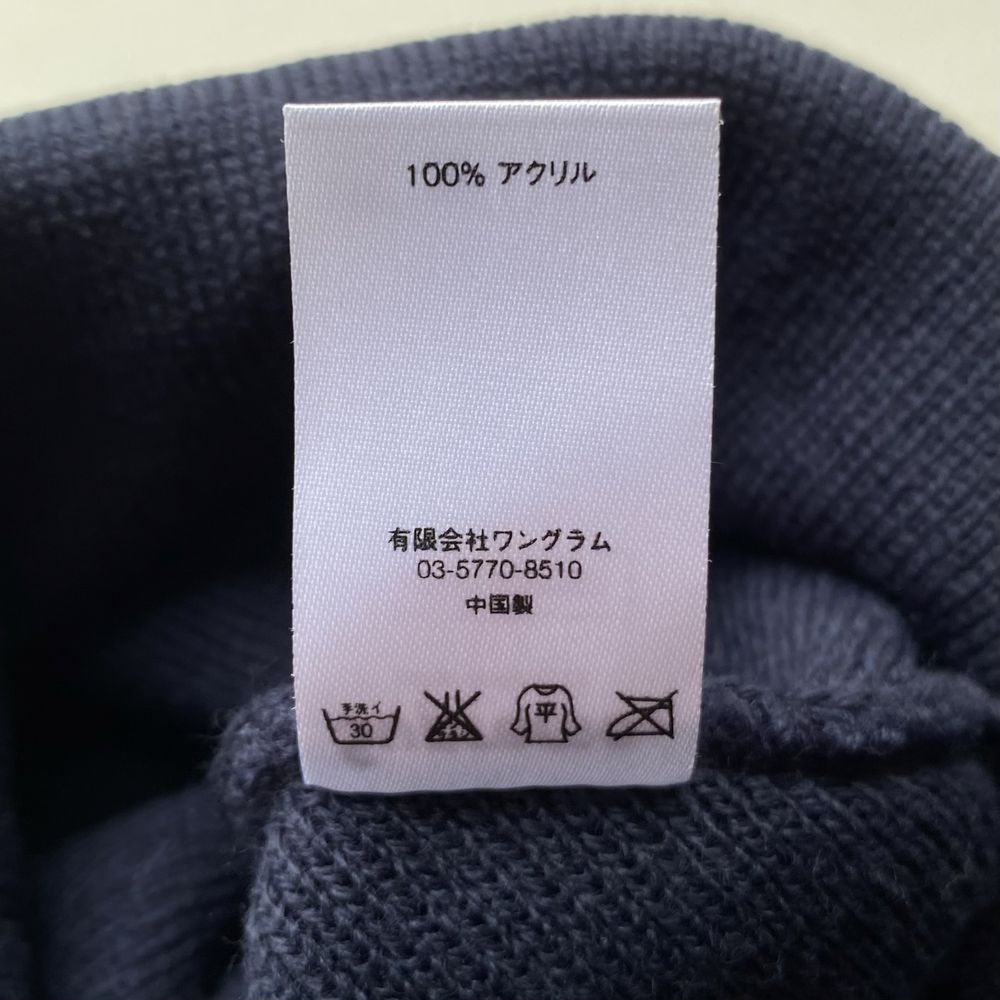 100% アクリル
有限会社ワングラム
03-5770-8510
中国製
手洗イ
30
平